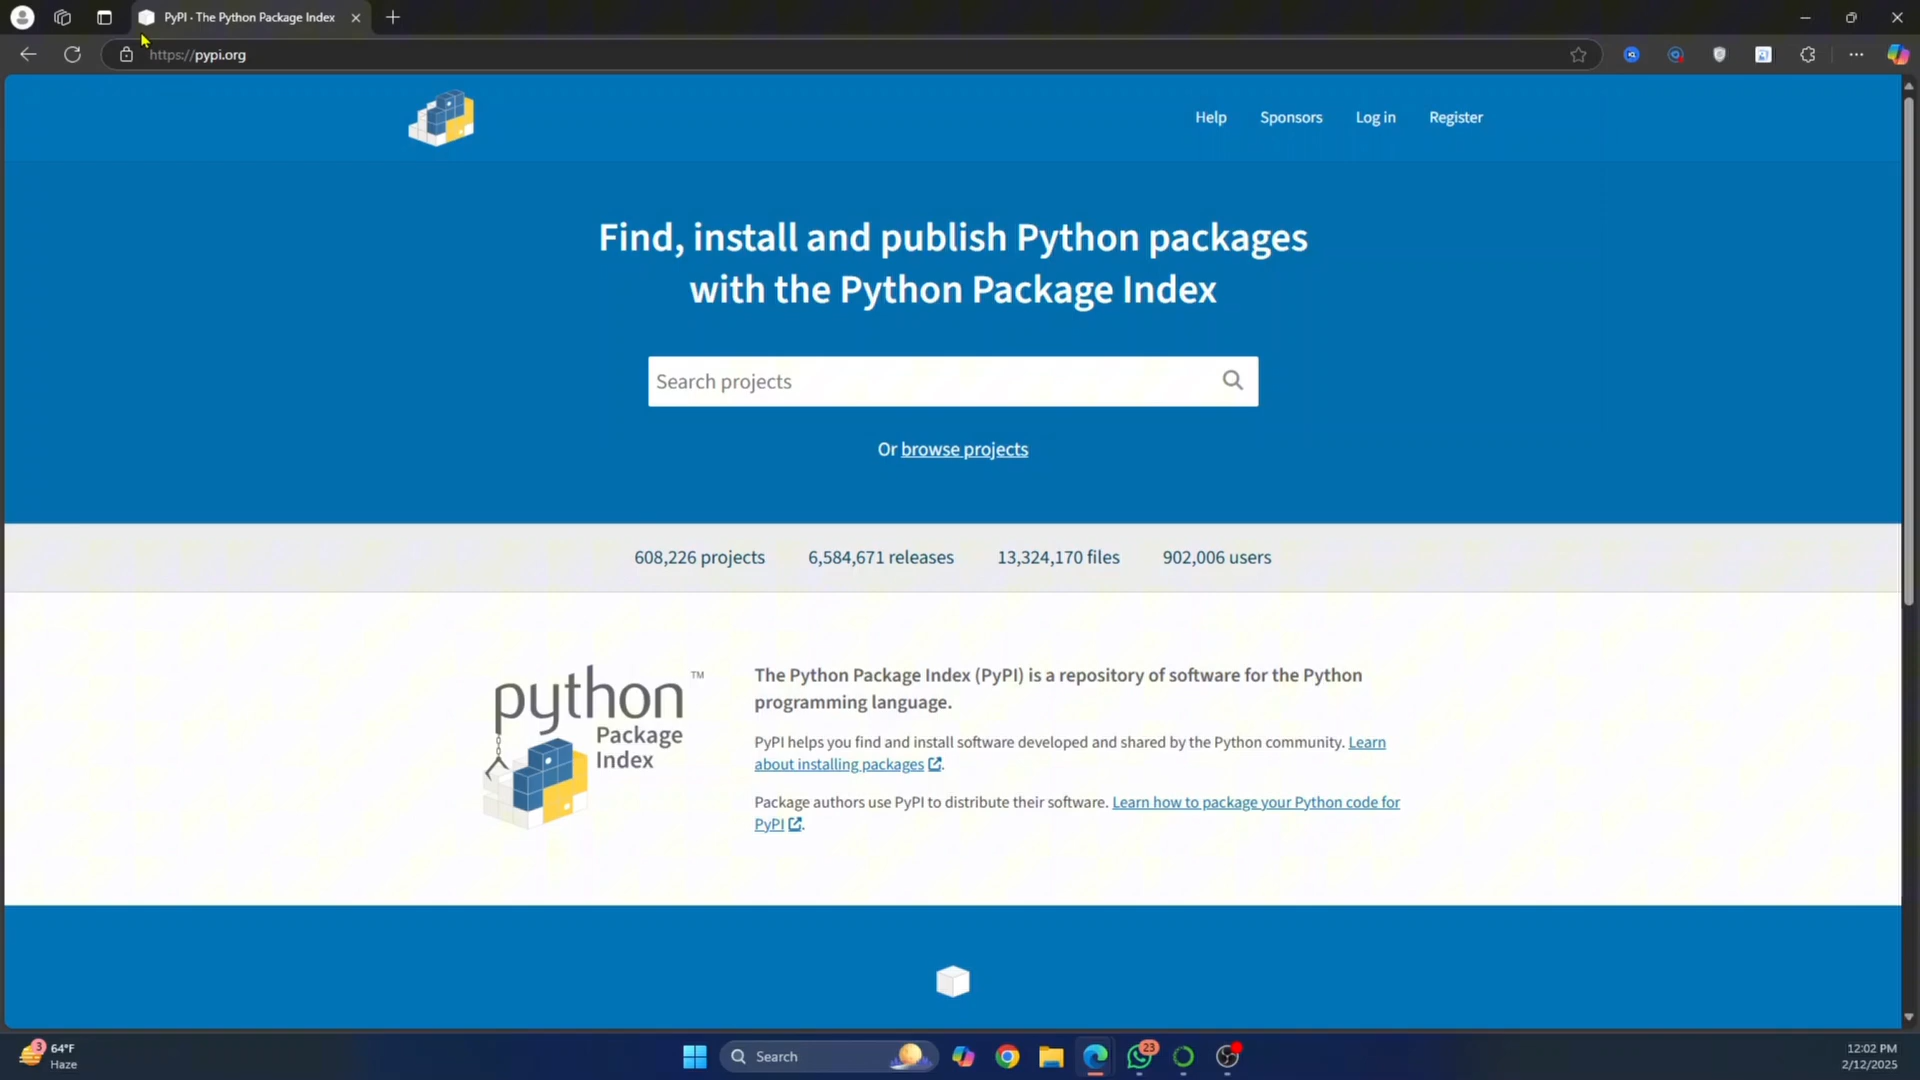 PyPI · The Python Package Index
https://pypi.org
Help Sponsors Log in Register
Find, install and publish Python packages
with the Python Package Index
Search projects
Or browse projects
608,226 projects 6,584,671 releases 13,324,170 files 902,006 users
python TM
Package
Index
The Python Package Index (PyPI) is a repository of software for the Python
programming language.
PyPI helps you find and install software developed and shared by the Python community. Learn
about installing packages.
Package authors use PyPI to distribute their software. Learn how to package your Python code for
PyPI.
3
64°F
Haze
Search
23
12:02 PM
2/12/2025